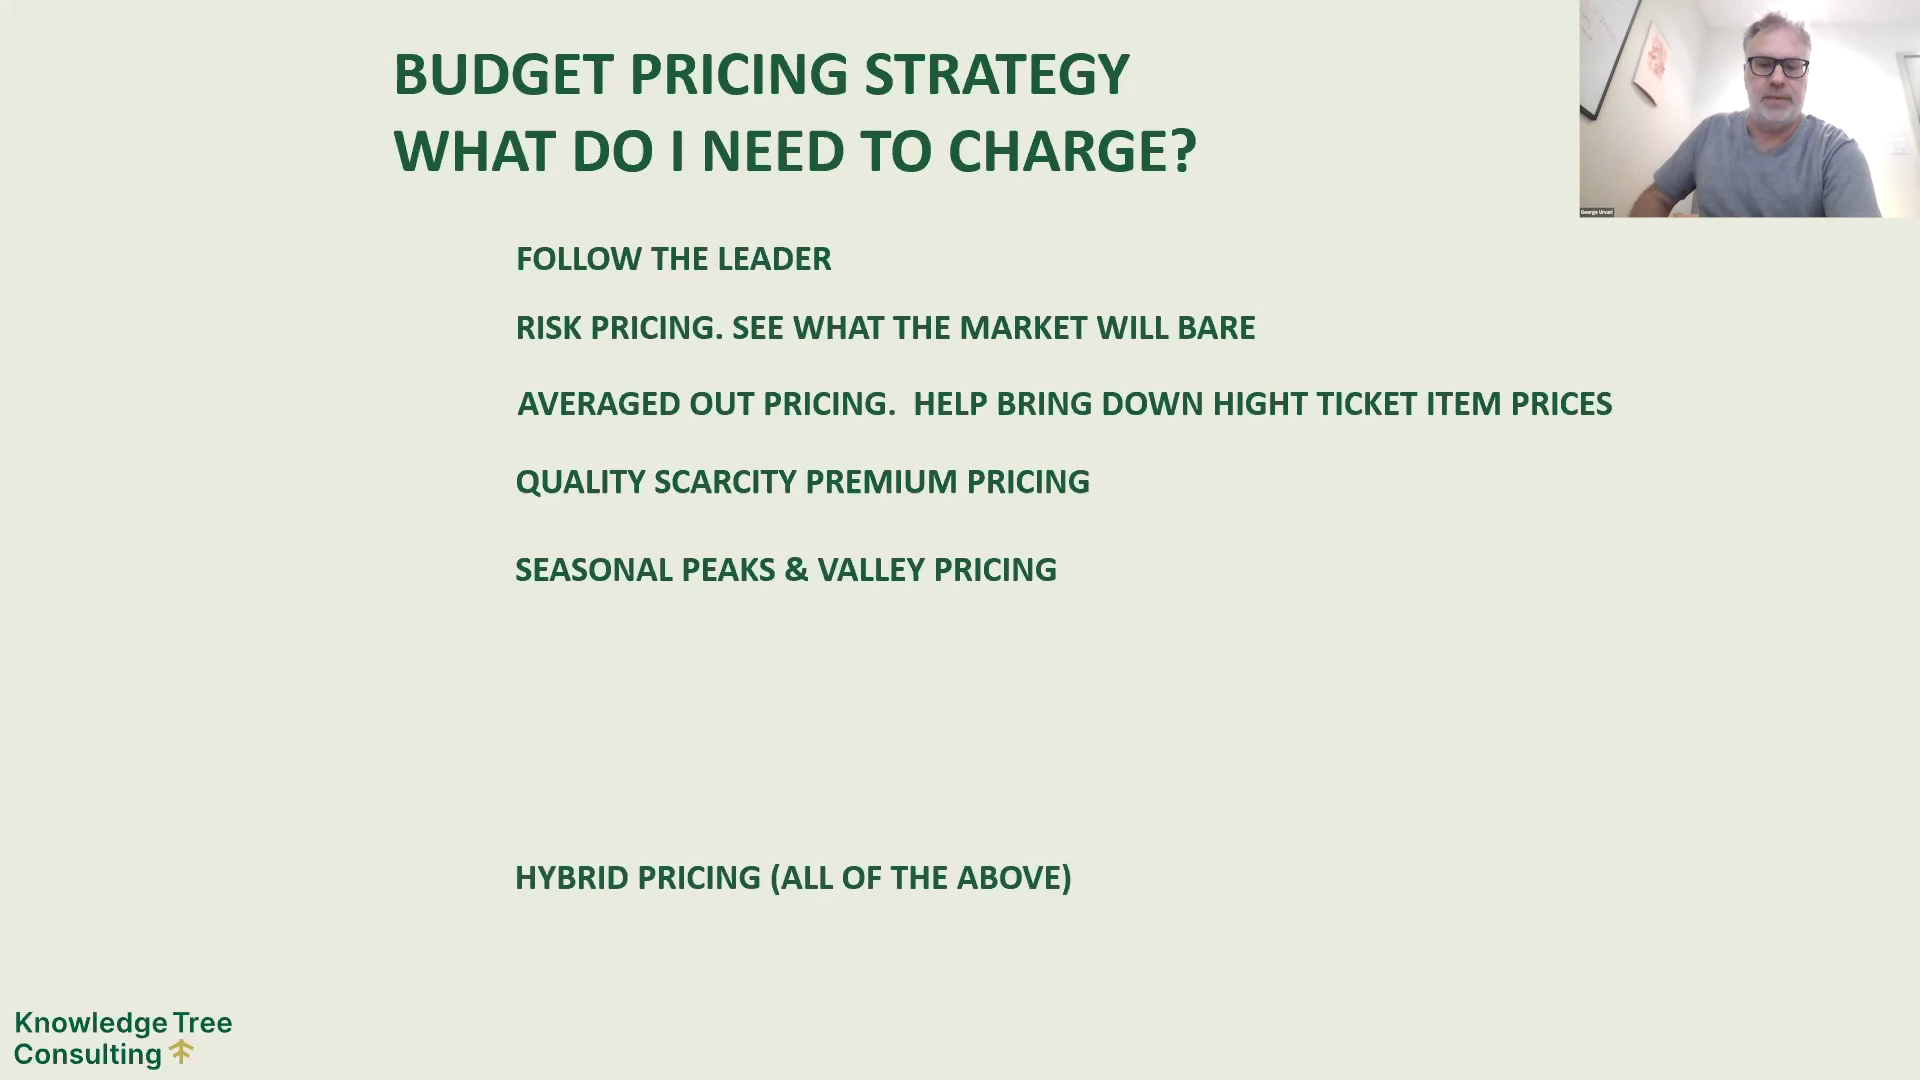 BUDGET PRICING STRATEGY
WHAT DO I NEED TO CHARGE?
George Urvari
FOLLOW THE LEADER
RISK PRICING. SEE WHAT THE MARKET WILL BARE
AVERAGED OUT PRICING.  HELP BRING DOWN HIGHT TICKET ITEM PRICES
QUALITY SCARCITY PREMIUM PRICING
SEASONAL PEAKS & VALLEY PRICING
HYBRID PRICING (ALL OF THE ABOVE)
Knowledge Tree
Consulting